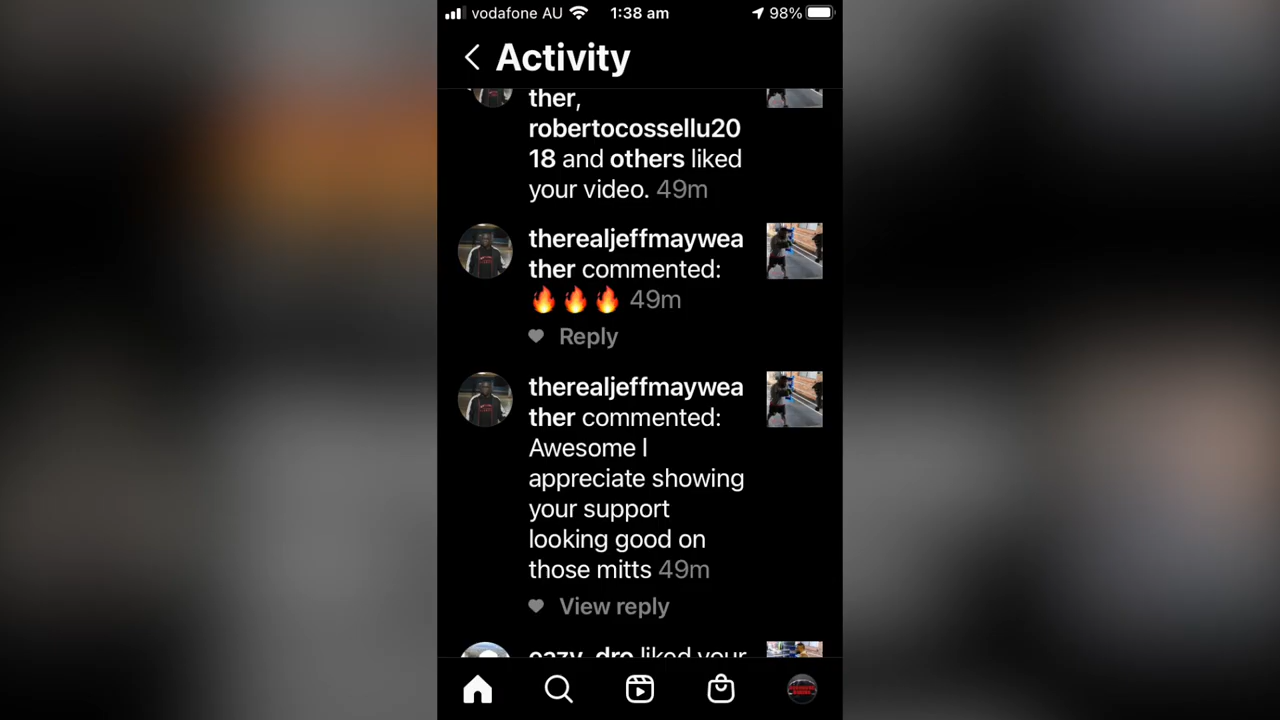 vodafone AU 1:38 am 98%
Activity
ther,
robertocossellu20
18 and others liked
your video. 49m
therealjeffmaywea
ther commented:
🔥🔥🔥 49m
Reply
therealjeffmaywea
ther commented:
Awesome I
appreciate showing
your support
looking good on
those mitts 49m
View reply
eazy_dro liked your